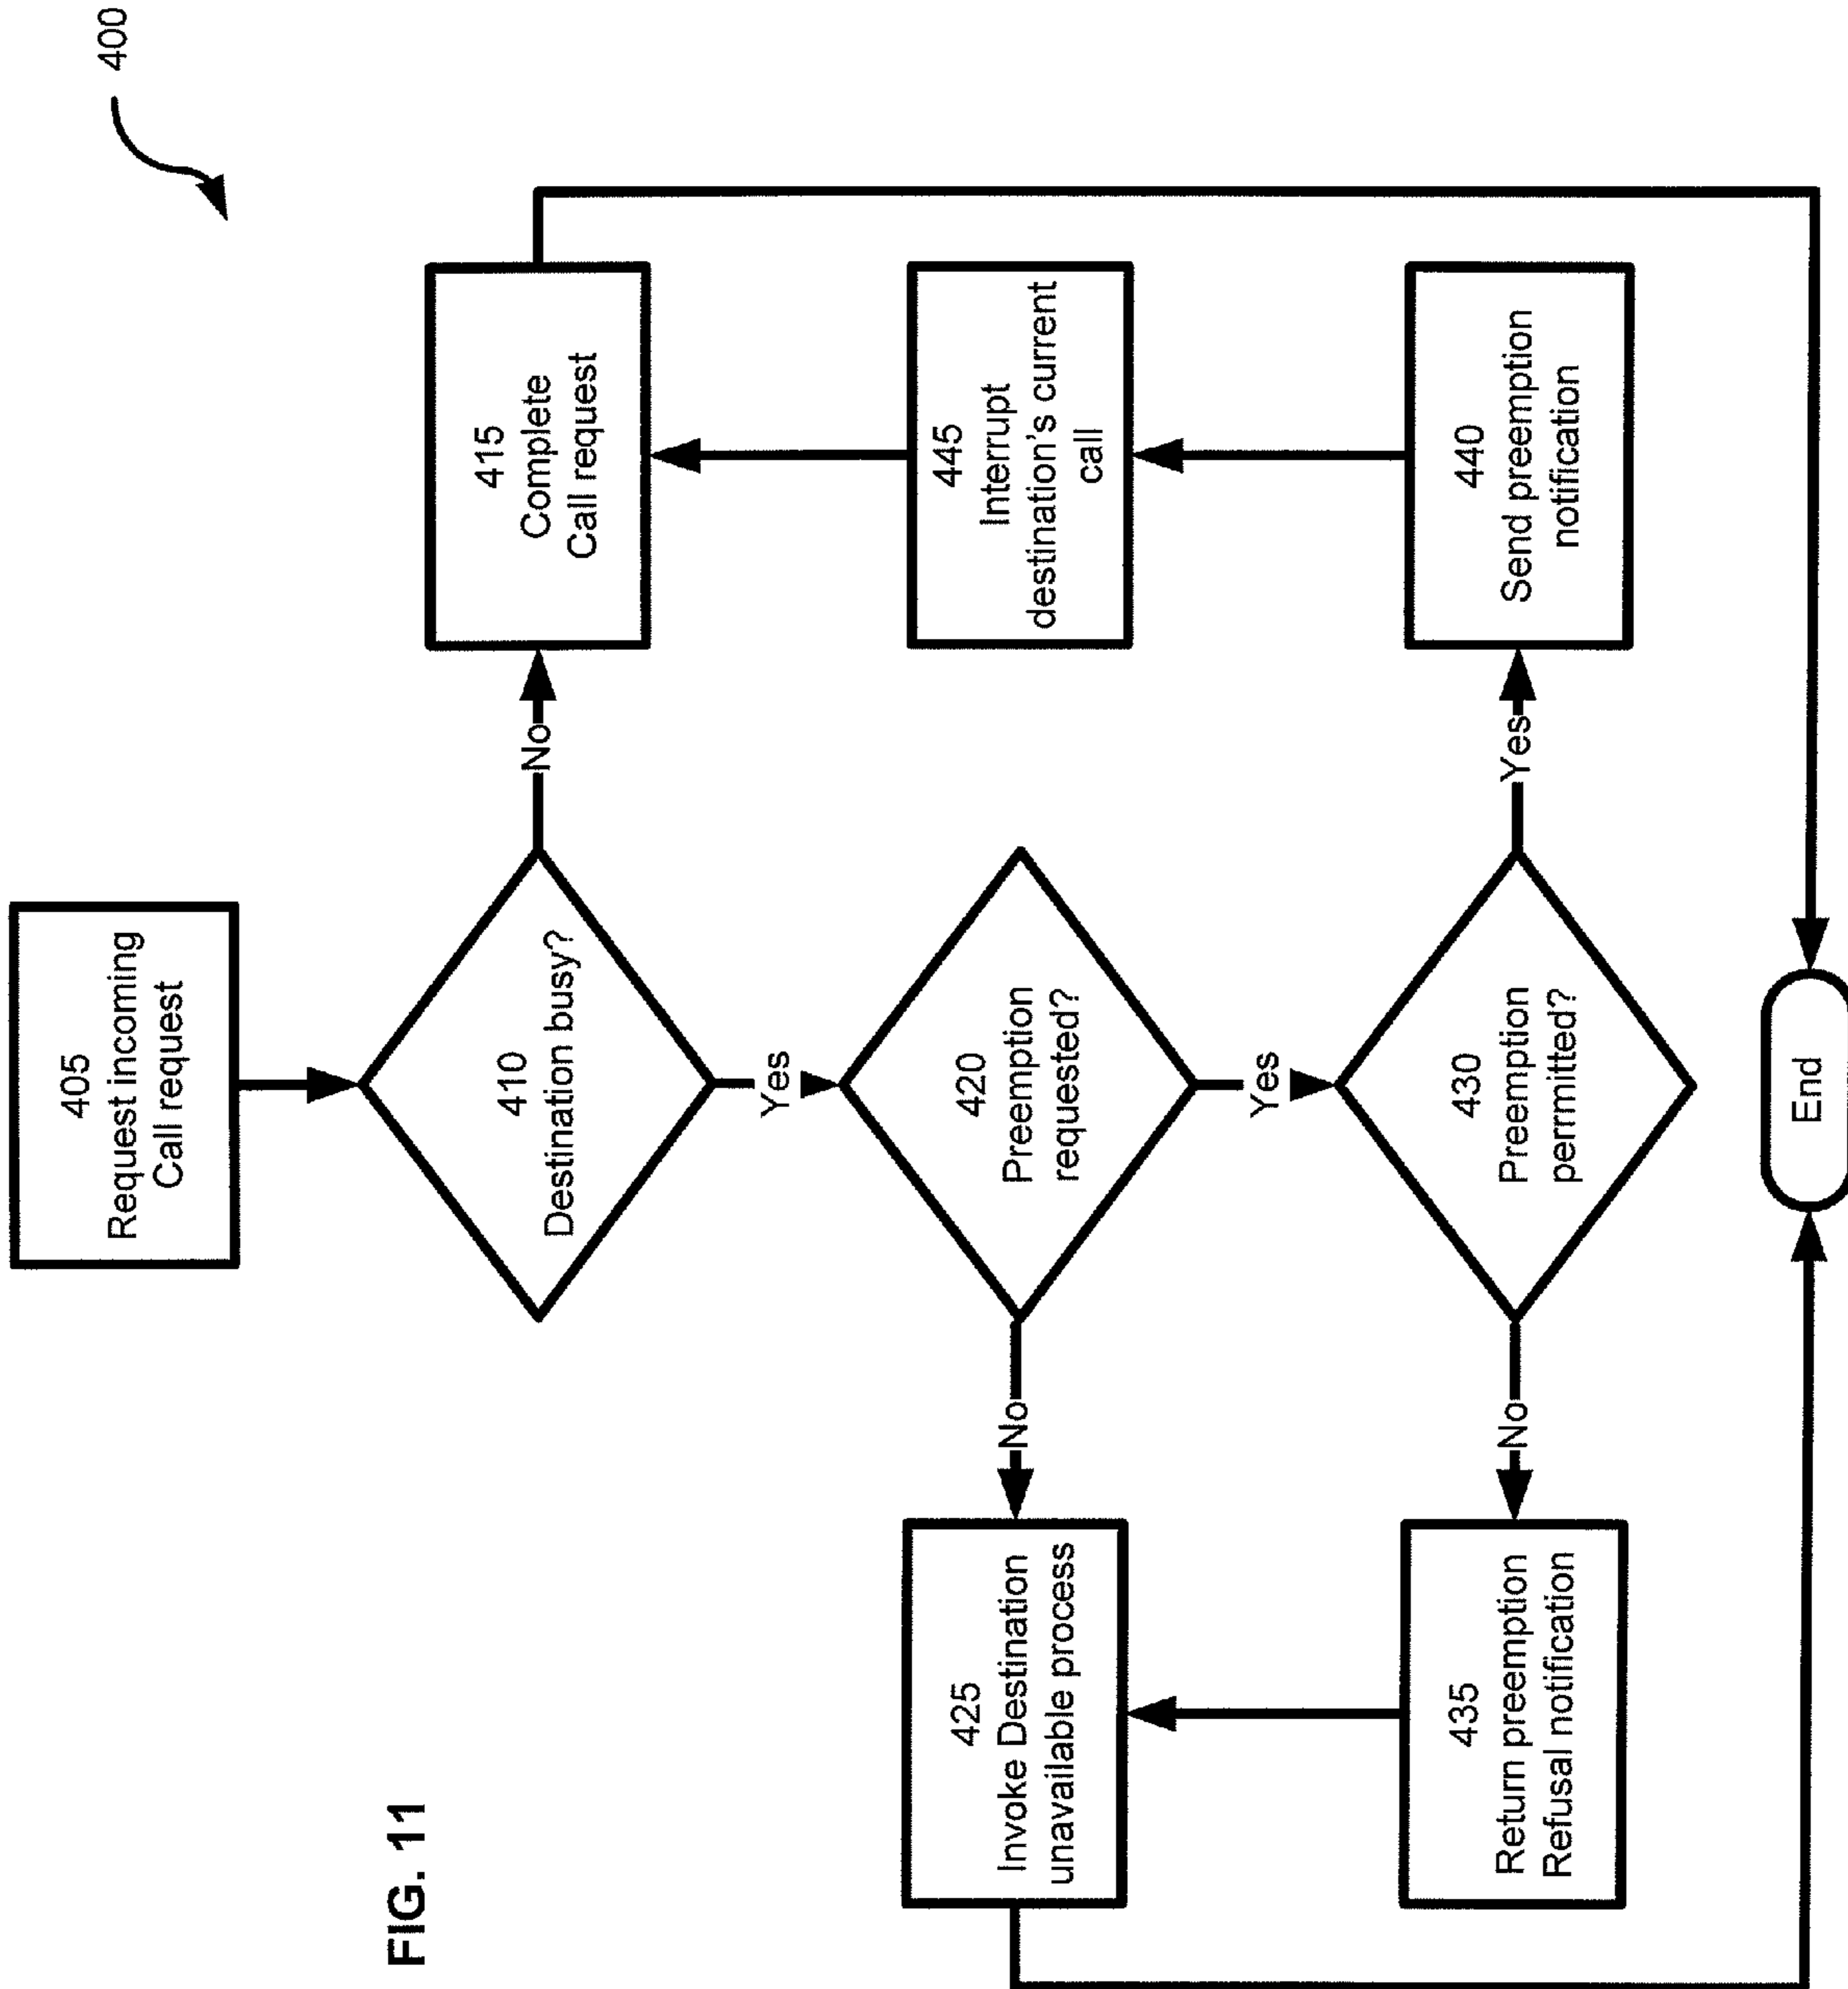 FIG. 11
400
405
Request incoming
Call request
410
Destination busy?
No
415
Complete
Call request
Yes
420
Preemption
requested?
No
425
Invoke Destination
unavailable process
Yes
430
Preemption
permitted?
No
435
Return preemption
Refusal notification
Yes
440
Send preemption
notification
445
Interrupt
destination's current
call
End